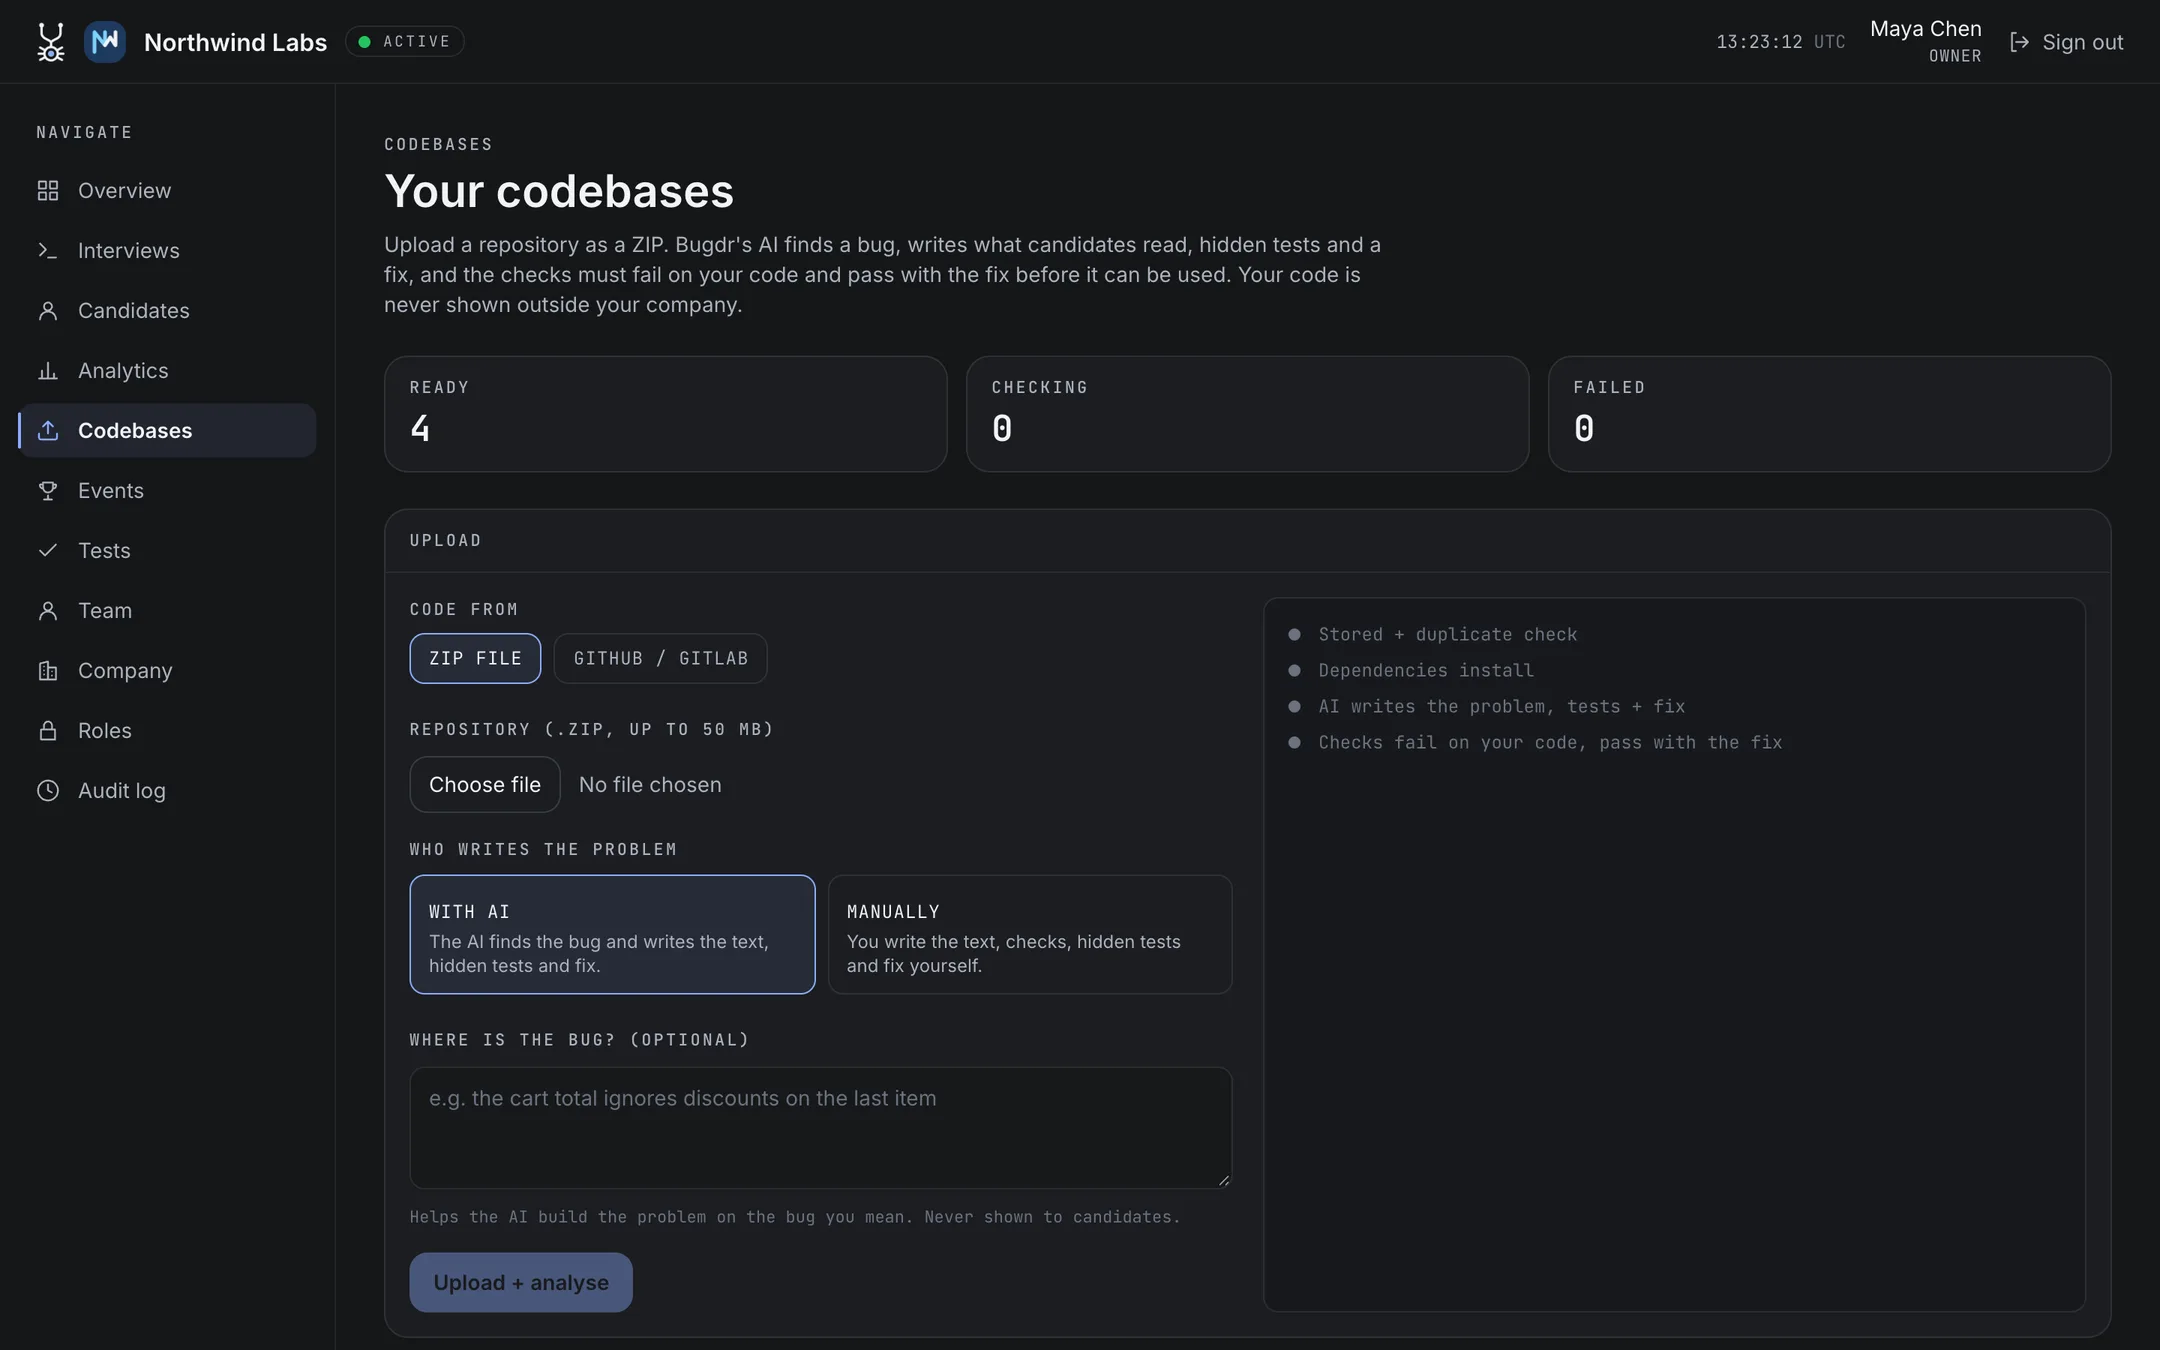 Northwind Labs
ACTIVE
13:23:12 UTC
Maya Chen
OWNER
Sign out
NAVIGATE
Overview
Interviews
Candidates
Analytics
Codebases
Events
Tests
Team
Company
Roles
Audit log
CODEBASES
Your codebases
Upload a repository as a ZIP. Bugdr's AI finds a bug, writes what candidates read, hidden tests and a
fix, and the checks must fail on your code and pass with the fix before it can be used. Your code is
never shown outside your company.
READY
4
CHECKING
0
FAILED
0
UPLOAD
CODE FROM
ZIP FILE
GITHUB / GITLAB
REPOSITORY (.ZIP, UP TO 50 MB)
Choose file
No file chosen
WHO WRITES THE PROBLEM
WITH AI
The AI finds the bug and writes the text,
hidden tests and fix.
MANUALLY
You write the text, checks, hidden tests
and fix yourself.
WHERE IS THE BUG? (OPTIONAL)
e.g. the cart total ignores discounts on the last item
Helps the AI build the problem on the bug you mean. Never shown to candidates.
Upload + analyse
Stored + duplicate check
Dependencies install
AI writes the problem, tests + fix
Checks fail on your code, pass with the fix